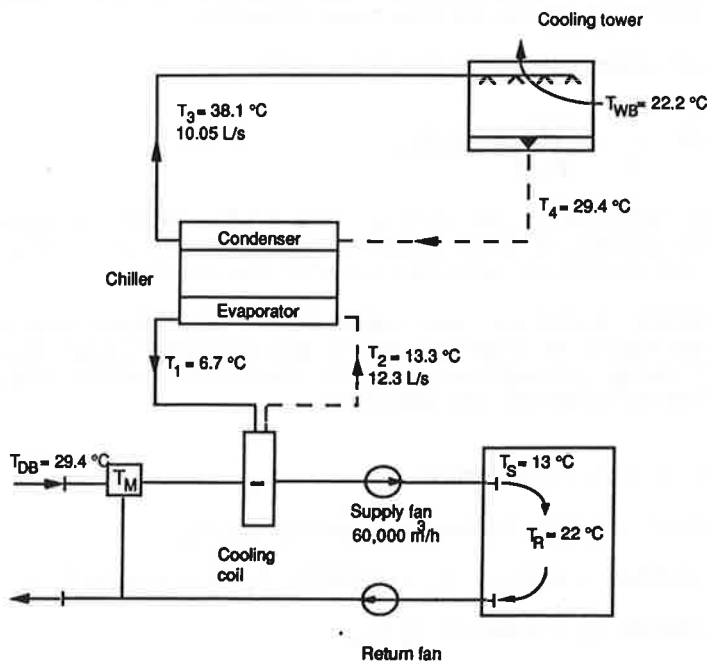 Cooling tower
T3 = 38.1 °C
10.05 L/s
TWB = 22.2 °C
T4 = 29.4 °C
Condenser
Chiller
Evaporator
T1 = 6.7 °C
T2 = 13.3 °C
12.3 L/s
TDB = 29.4 °C
TM
TS = 13 °C
Supply fan
60,000 m3/h
TR = 22 °C
Cooling
coil
Return fan